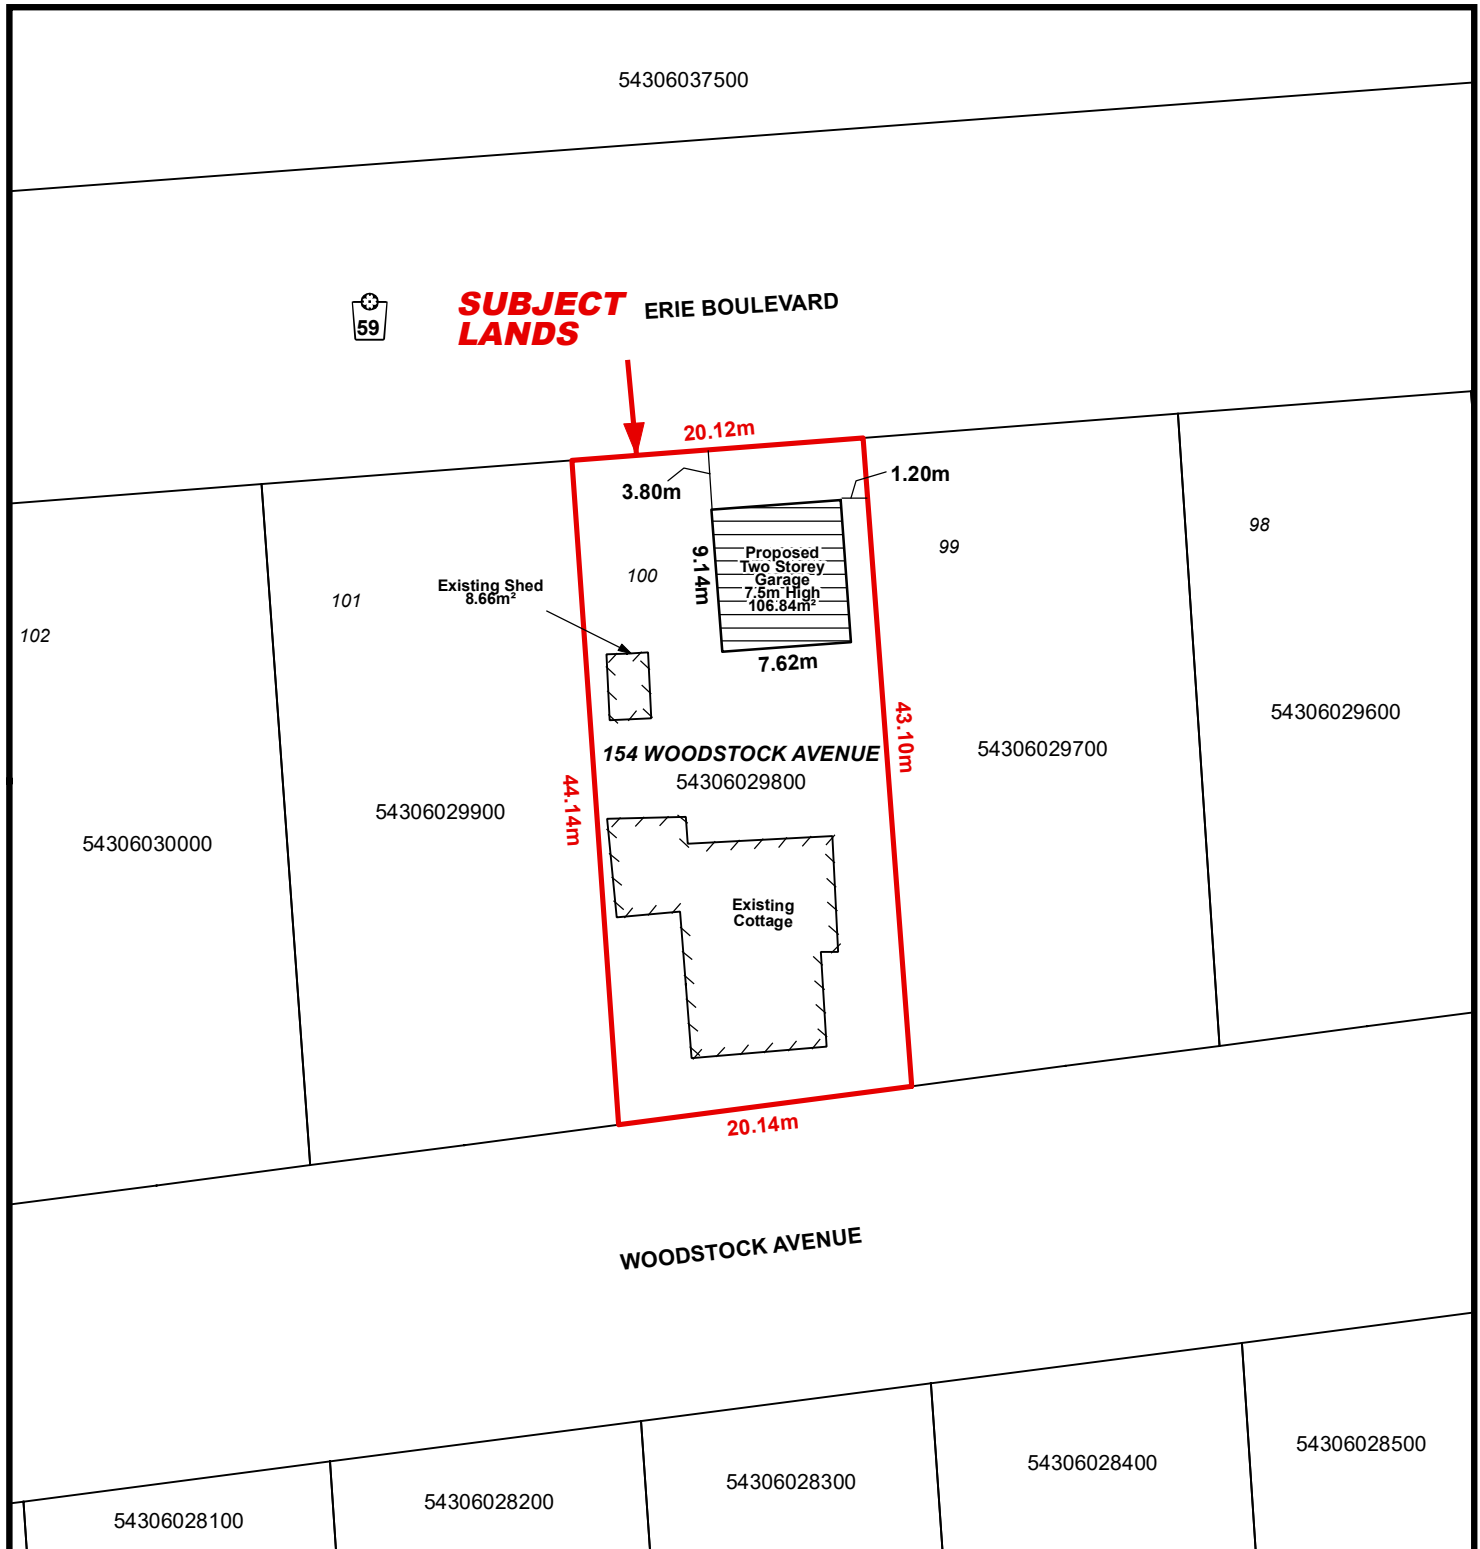 54306037500
59
SUBJECT
LANDS
ERIE BOULEVARD
20.12m
3.80m
1.20m
Proposed
Two Storey
Garage
7.5m High
106.84m²
9.14m
7.62m
Existing Shed
8.66m²
100
101
102
99
98
154 WOODSTOCK AVENUE
54306029800
43.10m
44.14m
54306029600
54306029700
54306029900
54306030000
Existing
Cottage
20.14m
WOODSTOCK AVENUE
54306028100
54306028200
54306028300
54306028400
54306028500